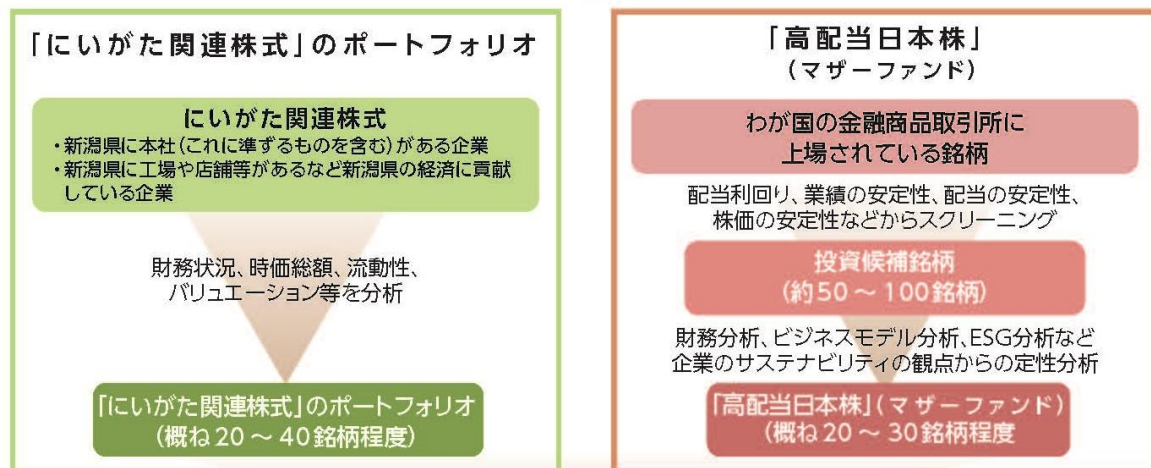 「にいがた関連株式」のポートフォリオ
にいがた関連株式
・新潟県に本社(これに準ずるものを含む)がある企業
・新潟県に工場や店舗等があるなど新潟県の経済に貢献
している企業
財務状況、時価総額、流動性、
バリュエーション等を分析
「にいがた関連株式」のポートフォリオ
(概ね20～40銘柄程度)
「高配当日本株」
(マザーファンド)
わが国の金融商品取引所に
上場されている銘柄
配当利回り、業績の安定性、配当の安定性、
株価の安定性などからスクリーニング
投資候補銘柄
(約50～100銘柄)
財務分析、ビジネスモデル分析、ESG分析など
企業のサステナビリティの観点からの定性分析
「高配当日本株」(マザーファンド)
(概ね20～30銘柄程度